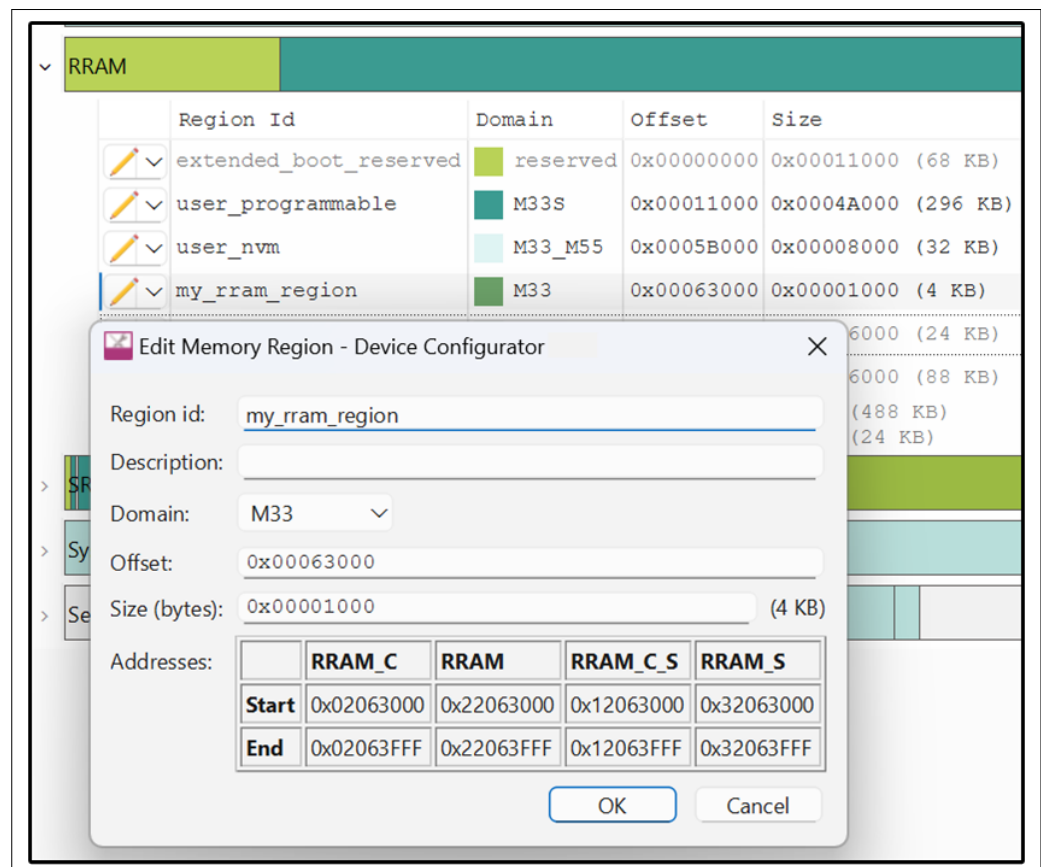 RRAM
Region Id Domain Offset Size
extended_boot_reserved reserved 0x00000000 0x00011000 (68 KB)
user_programmable M33S 0x00011000 0x0004A000 (296 KB)
user_nvm M33_M55 0x0005B000 0x00008000 (32 KB)
my_rram_region M33 0x00063000 0x00001000 (4 KB)
6000 (24 KB)
6000 (88 KB)
(488 KB)
(24 KB)
SR
Sy
Se
Edit Memory Region - Device Configurator
Region id: my_rram_region
Description:
Domain: M33
Offset: 0x00063000
Size (bytes): 0x00001000 (4 KB)
Addresses: RRAM_C RRAM RRAM_C_S RRAM_S
Start 0x02063000 0x22063000 0x12063000 0x32063000
End 0x02063FFF 0x22063FFF 0x12063FFF 0x32063FFF
OK Cancel